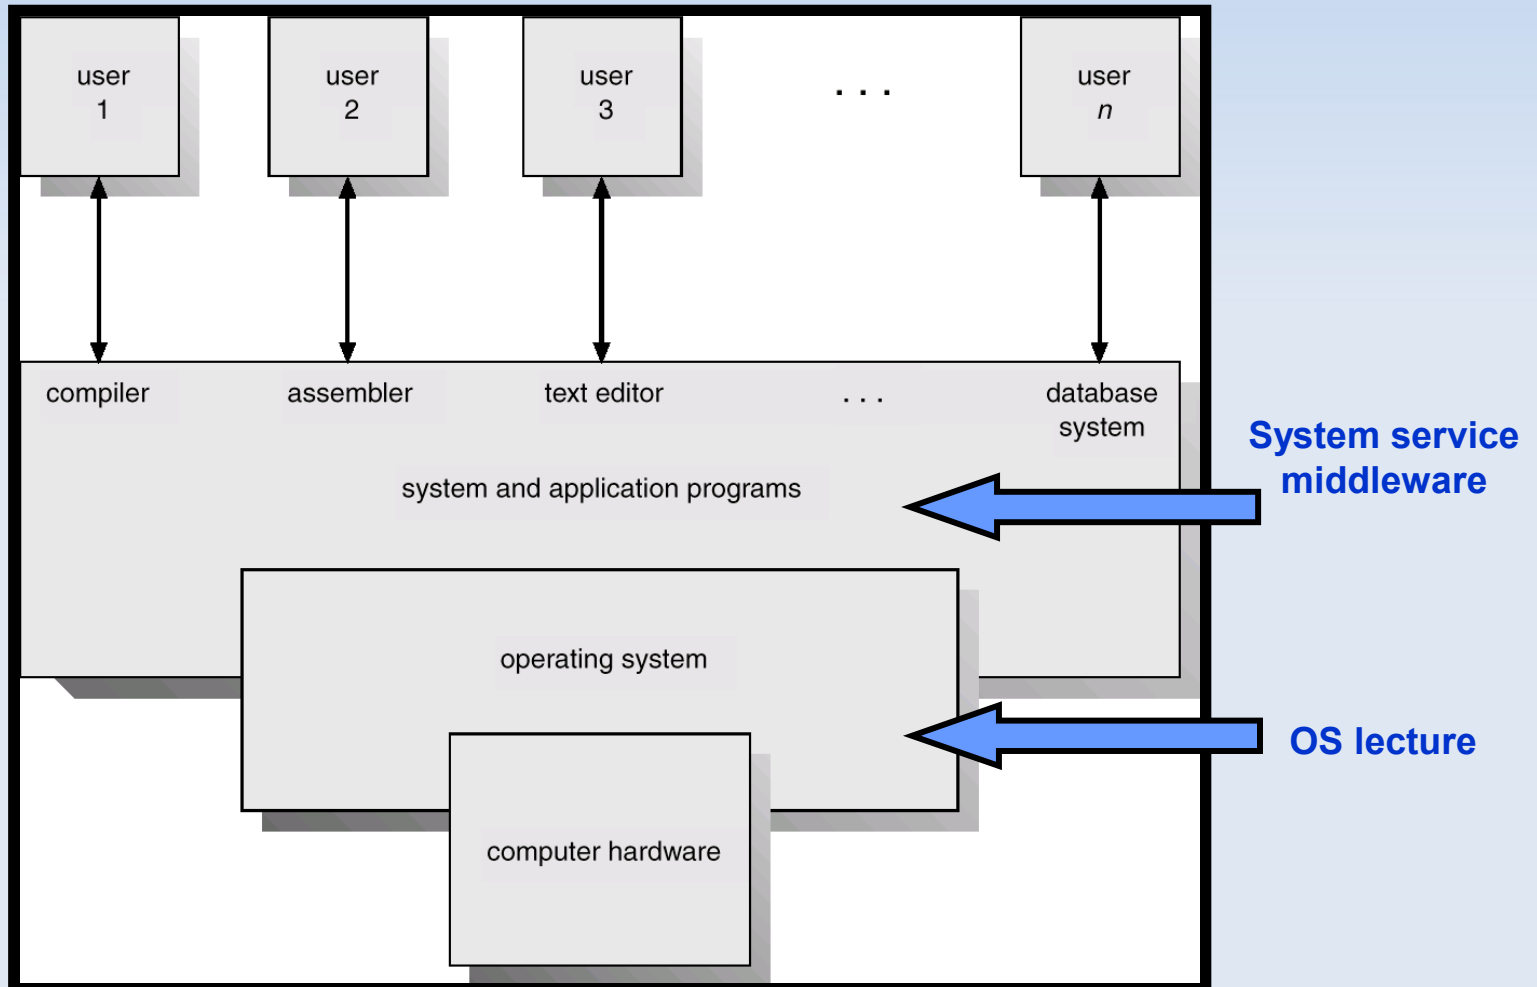 user
1
user
2
user
3
. . .
user
n
compiler
assembler
text editor
. . .
database
system
system and application programs
System service
middleware
operating system
OS lecture
computer hardware